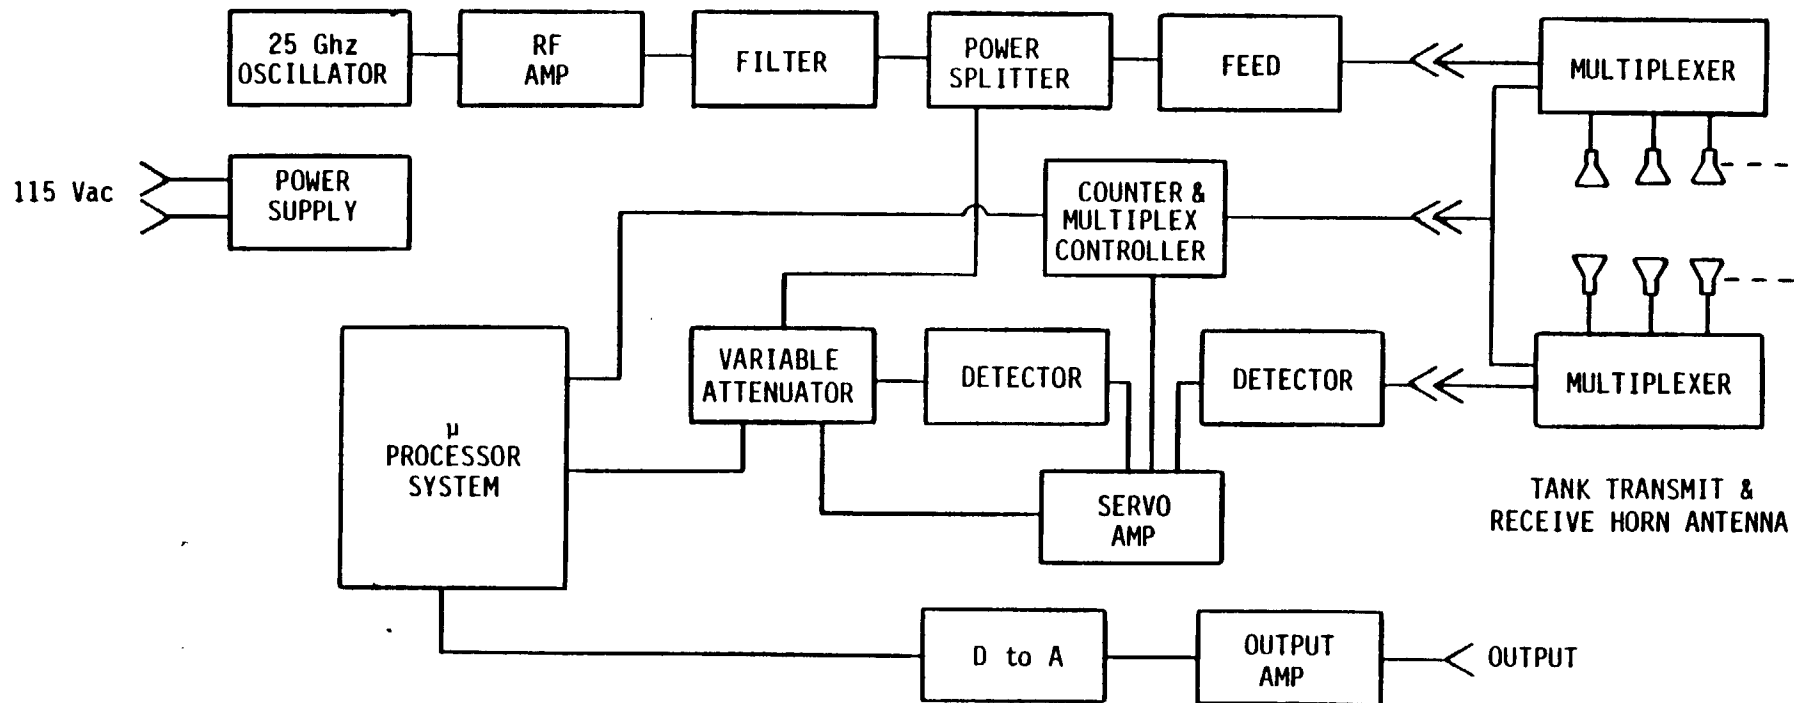 25 Ghz
OSCILLATOR
RF
AMP
FILTER
POWER
SPLITTER
FEED
MULTIPLEXER
115 Vac
POWER
SUPPLY
COUNTER &
MULTIPLEX
CONTROLLER
VARIABLE
ATTENUATOR
DETECTOR
DETECTOR
MULTIPLEXER
μ
PROCESSOR
SYSTEM
SERVO
AMP
TANK TRANSMIT &
RECEIVE HORN ANTENNA
D to A
OUTPUT
AMP
OUTPUT